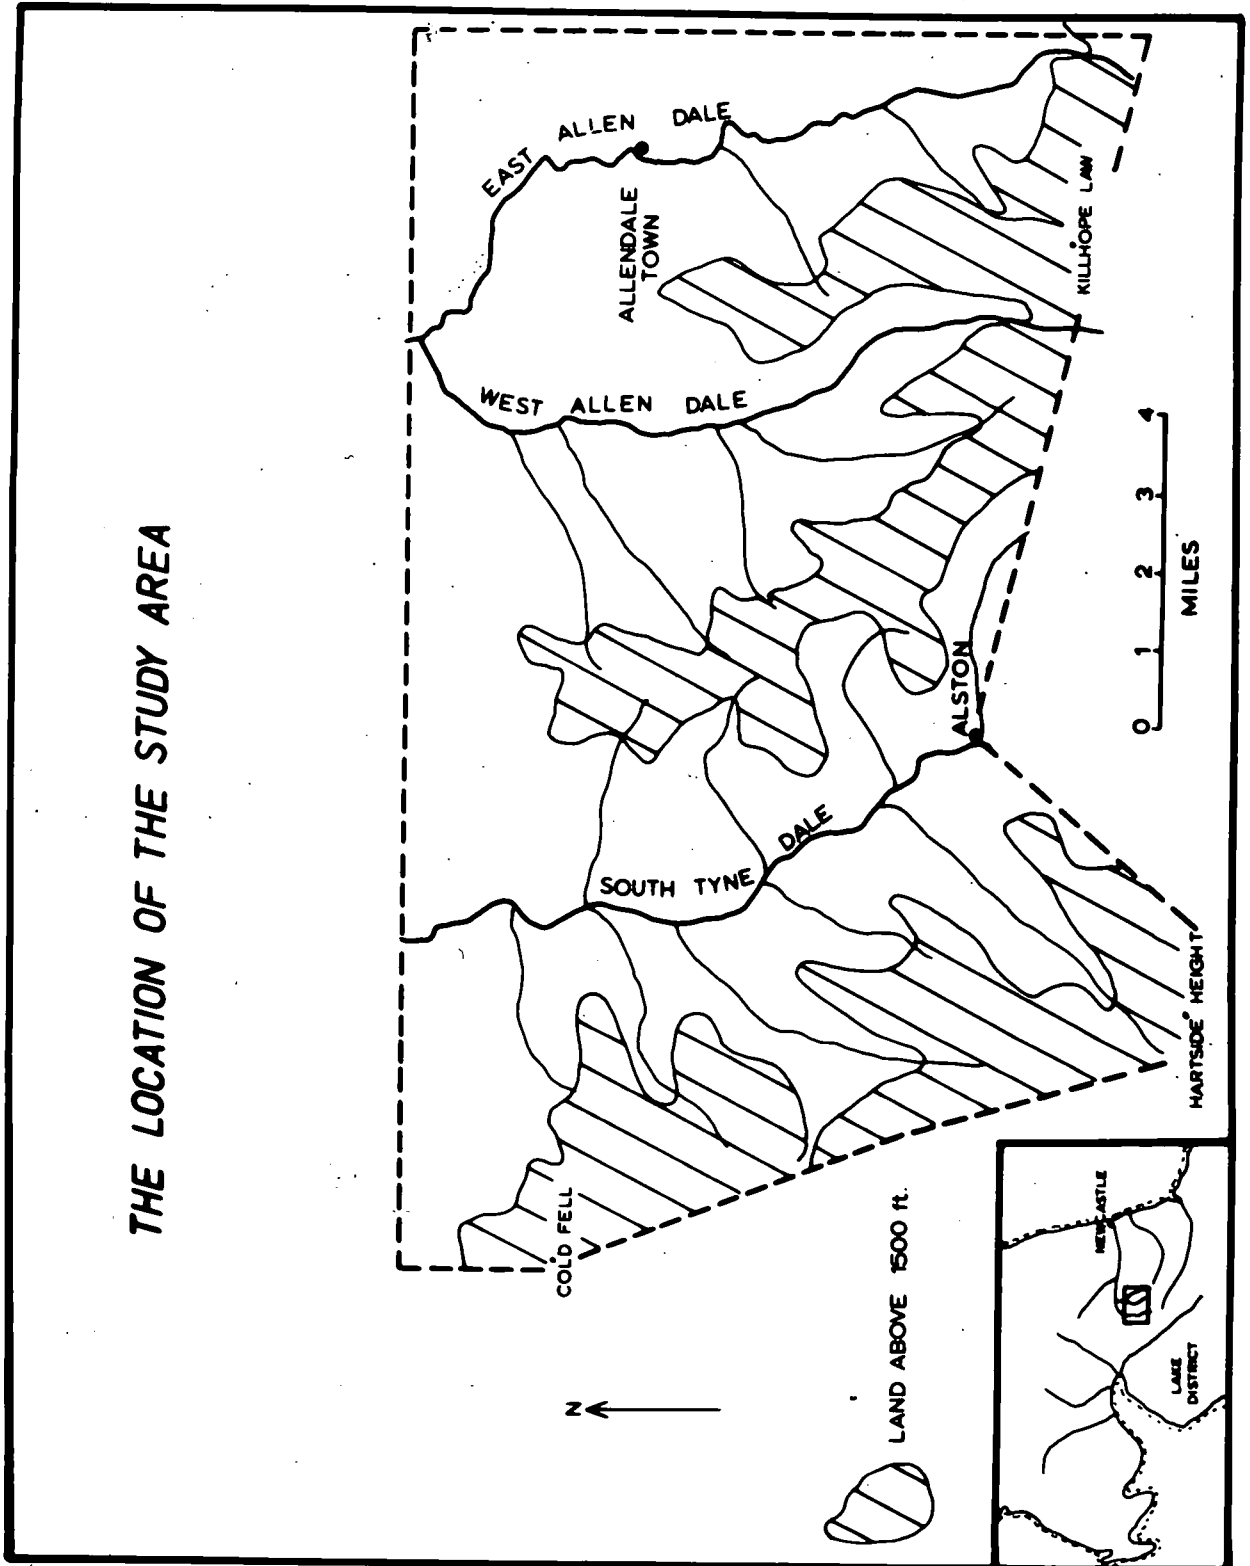 THE LOCATION OF THE STUDY AREA
N
COLD FELL
SOUTH TYNE DALE
WEST ALLEN DALE
EAST ALLEN DALE
ALLENDALE
TOWN
ALSTON
KILLHOPE LAW
HARTSIDE HEIGHT
LAND ABOVE 1500 ft.
0 1 2 3 4
MILES
NEWCASTLE
LAKE
DISTRICT